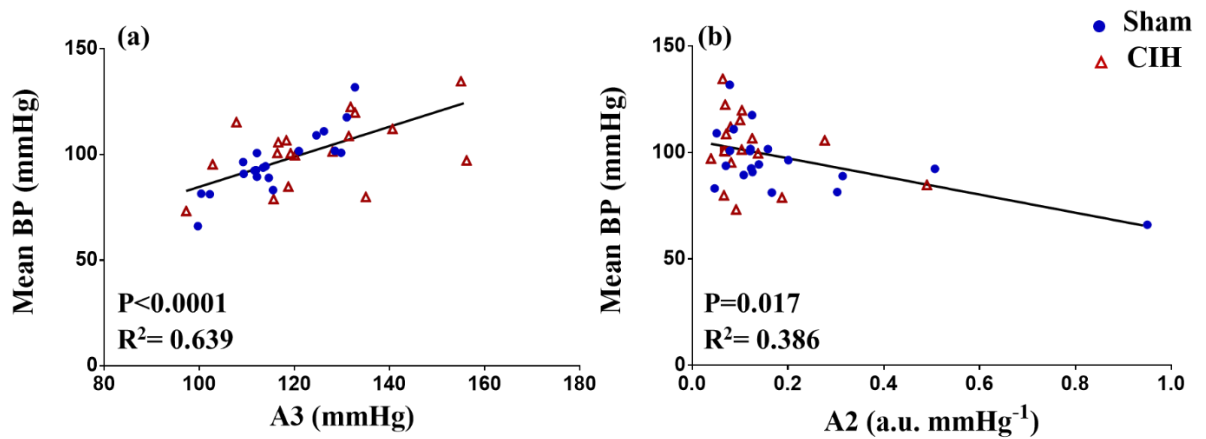 (a)
Mean BP (mmHg)
150
100
50
0
P<0.0001
R²= 0.639
80 100 120 140 160 180
A3 (mmHg)
(b)
Mean BP (mmHg)
150
100
50
0
P=0.017
R²= 0.386
0.0 0.2 0.4 0.6 0.8 1.0
A2 (a.u. mmHg⁻¹)
Sham
CIH